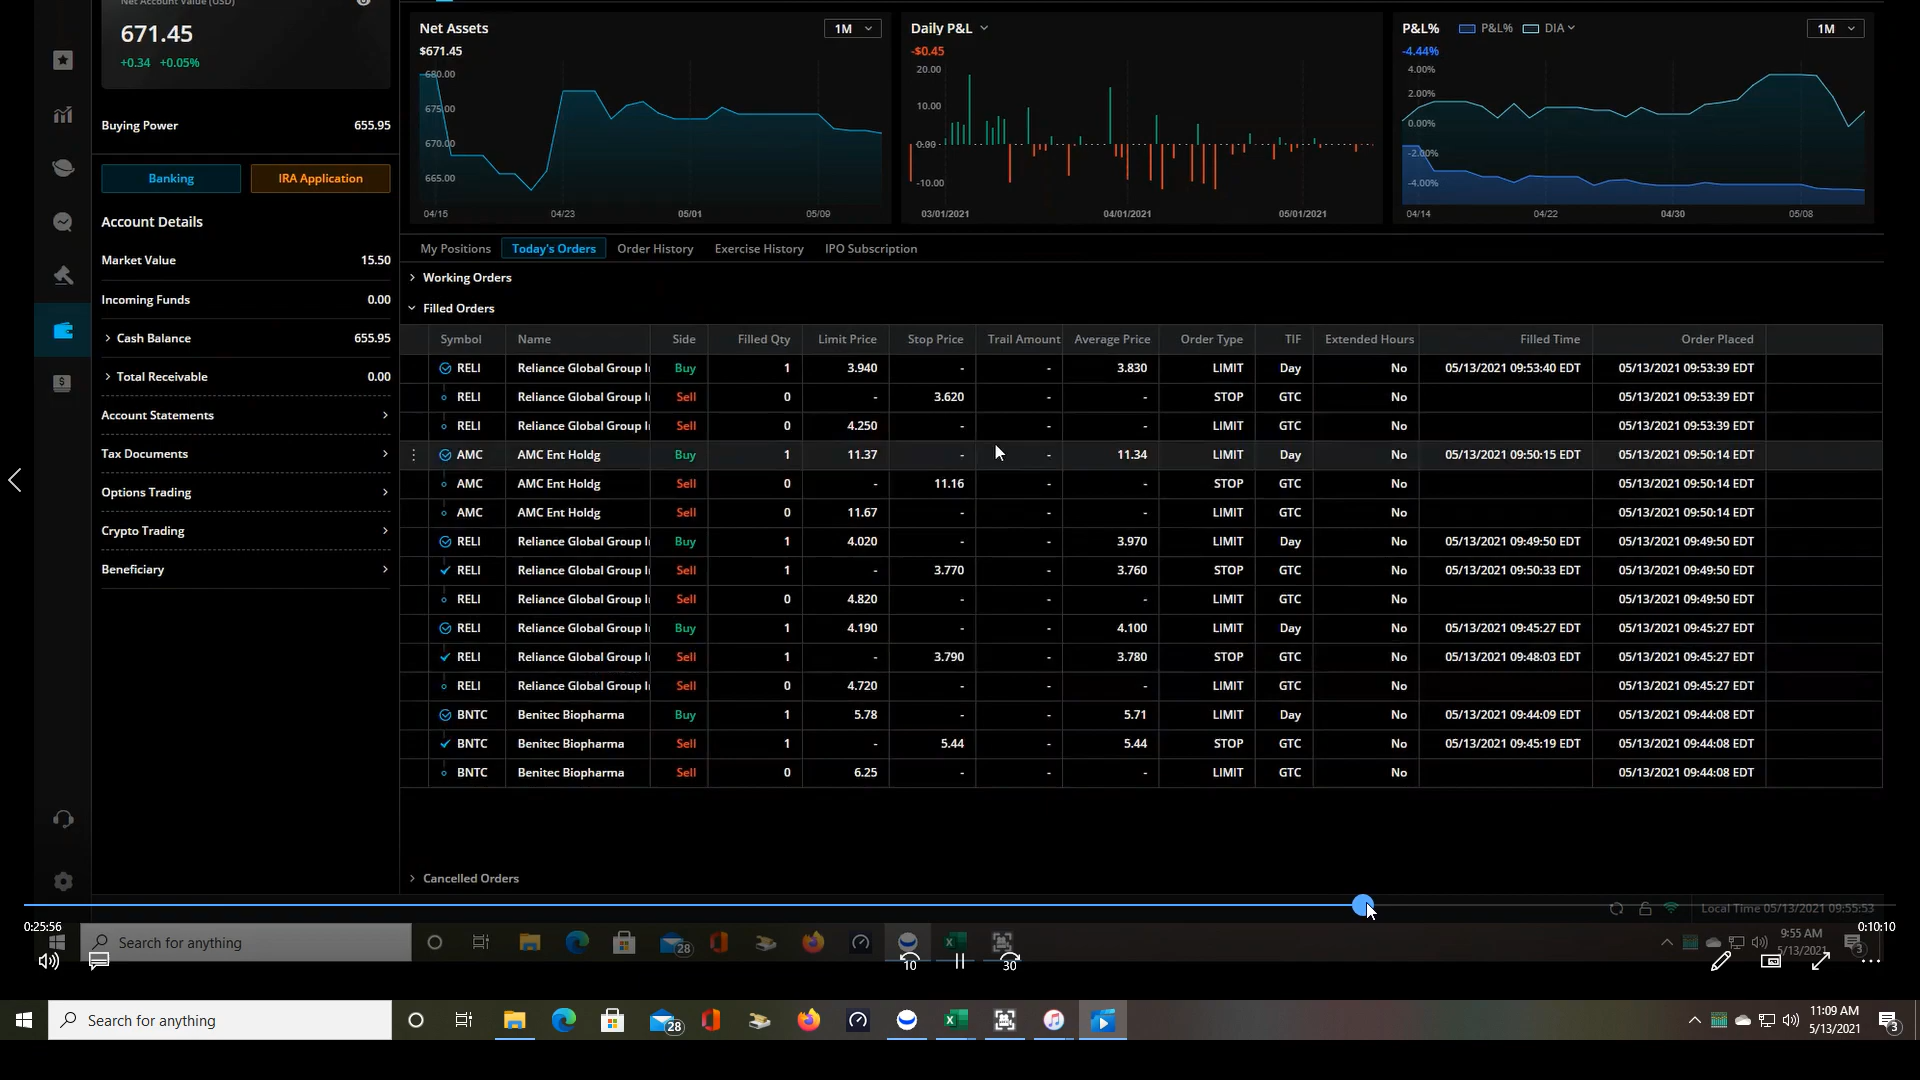 Net Account Value (USD)
671.45
+0.34 +0.05%
Buying Power 655.95
Banking IRA Application
Account Details
Market Value 15.50
Incoming Funds 0.00
Cash Balance 655.95
Total Receivable 0.00
Account Statements
Tax Documents
Options Trading
Crypto Trading
Beneficiary
Net Assets 1M
$671.45
680.00
675.00
670.00
665.00
04/15 04/23 05/01 05/09
Daily P&L
-$0.45
20.00
10.00
0.00
-10.00
03/01/2021 04/01/2021 05/01/2021
P&L% P&L% DIA 1M
-4.44%
4.00%
2.00%
0.00%
-2.00%
-4.00%
04/14 04/22 04/30 05/08
My Positions Today's Orders Order History Exercise History IPO Subscription
Working Orders
Filled Orders
Symbol Name Side Filled Qty Limit Price Stop Price Trail Amount Average Price Order Type TIF Extended Hours Filled Time Order Placed
RELI Reliance Global Group I Buy 1 3.940 - - 3.830 LIMIT Day No 05/13/2021 09:53:40 EDT 05/13/2021 09:53:39 EDT
RELI Reliance Global Group I Sell 0 - 3.620 - - STOP GTC No 05/13/2021 09:53:39 EDT
RELI Reliance Global Group I Sell 0 4.250 - - - LIMIT GTC No 05/13/2021 09:53:39 EDT
AMC AMC Ent Holdg Buy 1 11.37 - - 11.34 LIMIT Day No 05/13/2021 09:50:15 EDT 05/13/2021 09:50:14 EDT
AMC AMC Ent Holdg Sell 0 - 11.16 - - STOP GTC No 05/13/2021 09:50:14 EDT
AMC AMC Ent Holdg Sell 0 11.67 - - - LIMIT GTC No 05/13/2021 09:50:14 EDT
RELI Reliance Global Group I Buy 1 4.020 - - 3.970 LIMIT Day No 05/13/2021 09:49:50 EDT 05/13/2021 09:49:50 EDT
RELI Reliance Global Group I Sell 1 - 3.770 - 3.760 STOP GTC No 05/13/2021 09:50:33 EDT 05/13/2021 09:49:50 EDT
RELI Reliance Global Group I Sell 0 4.820 - - - LIMIT GTC No 05/13/2021 09:49:50 EDT
RELI Reliance Global Group I Buy 1 4.190 - - 4.100 LIMIT Day No 05/13/2021 09:45:27 EDT 05/13/2021 09:45:27 EDT
RELI Reliance Global Group I Sell 1 - 3.790 - 3.780 STOP GTC No 05/13/2021 09:48:03 EDT 05/13/2021 09:45:27 EDT
RELI Reliance Global Group I Sell 0 4.720 - - - LIMIT GTC No 05/13/2021 09:45:27 EDT
BNTC Benitec Biopharma Buy 1 5.78 - - 5.71 LIMIT Day No 05/13/2021 09:44:09 EDT 05/13/2021 09:44:08 EDT
BNTC Benitec Biopharma Sell 1 - 5.44 - 5.44 STOP GTC No 05/13/2021 09:45:19 EDT 05/13/2021 09:44:08 EDT
BNTC Benitec Biopharma Sell 0 6.25 - - - LIMIT GTC No 05/13/2021 09:44:08 EDT
Cancelled Orders
Local Time 05/13/2021 09:55:53
0:25:56 0:10:10
Search for anything 28 9:55 AM
5/13/2021 3
10 30
Search for anything 28 11:09 AM
5/13/2021 3